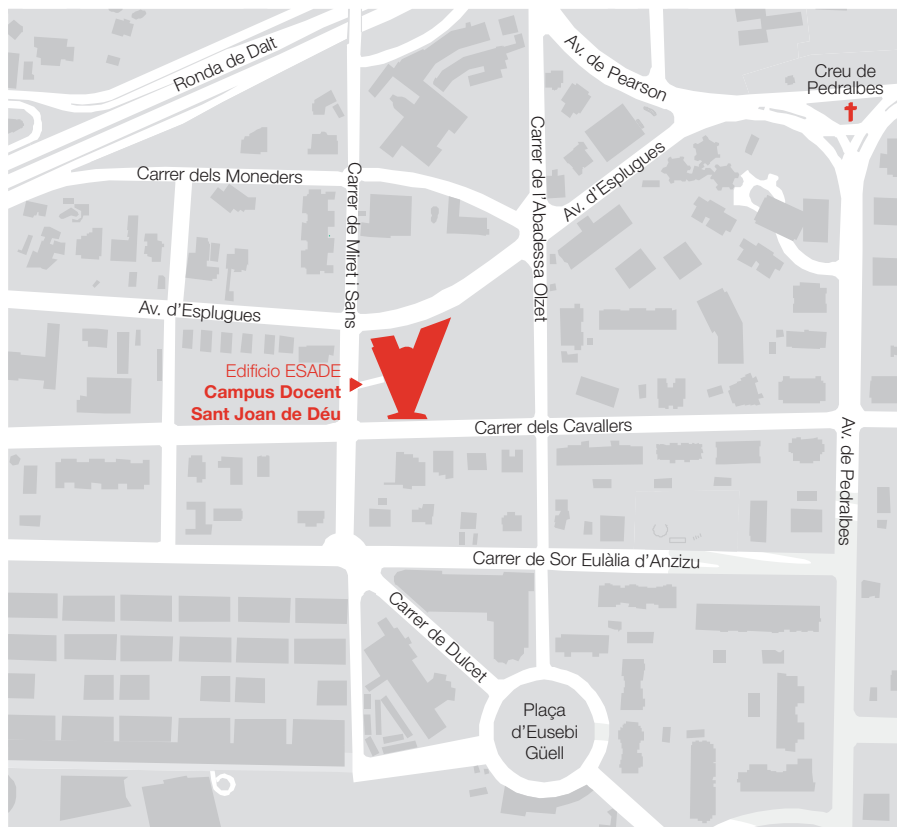 Ronda de Dalt
Av. de Pearson
Creu de
Pedralbes
Carrer dels Moneders
Carrer de Miret i Sans
Carrer de l'Abadessa Olzet
Av. d'Esplugues
Av. d'Esplugues
Edificio ESADE
Campus Docent
Sant Joan de Déu
Carrer dels Cavallers
Av. de Pedralbes
Carrer de Sor Eulàlia d'Anzizu
Carrer de Dulcet
Plaça
d'Eusebi
Güell